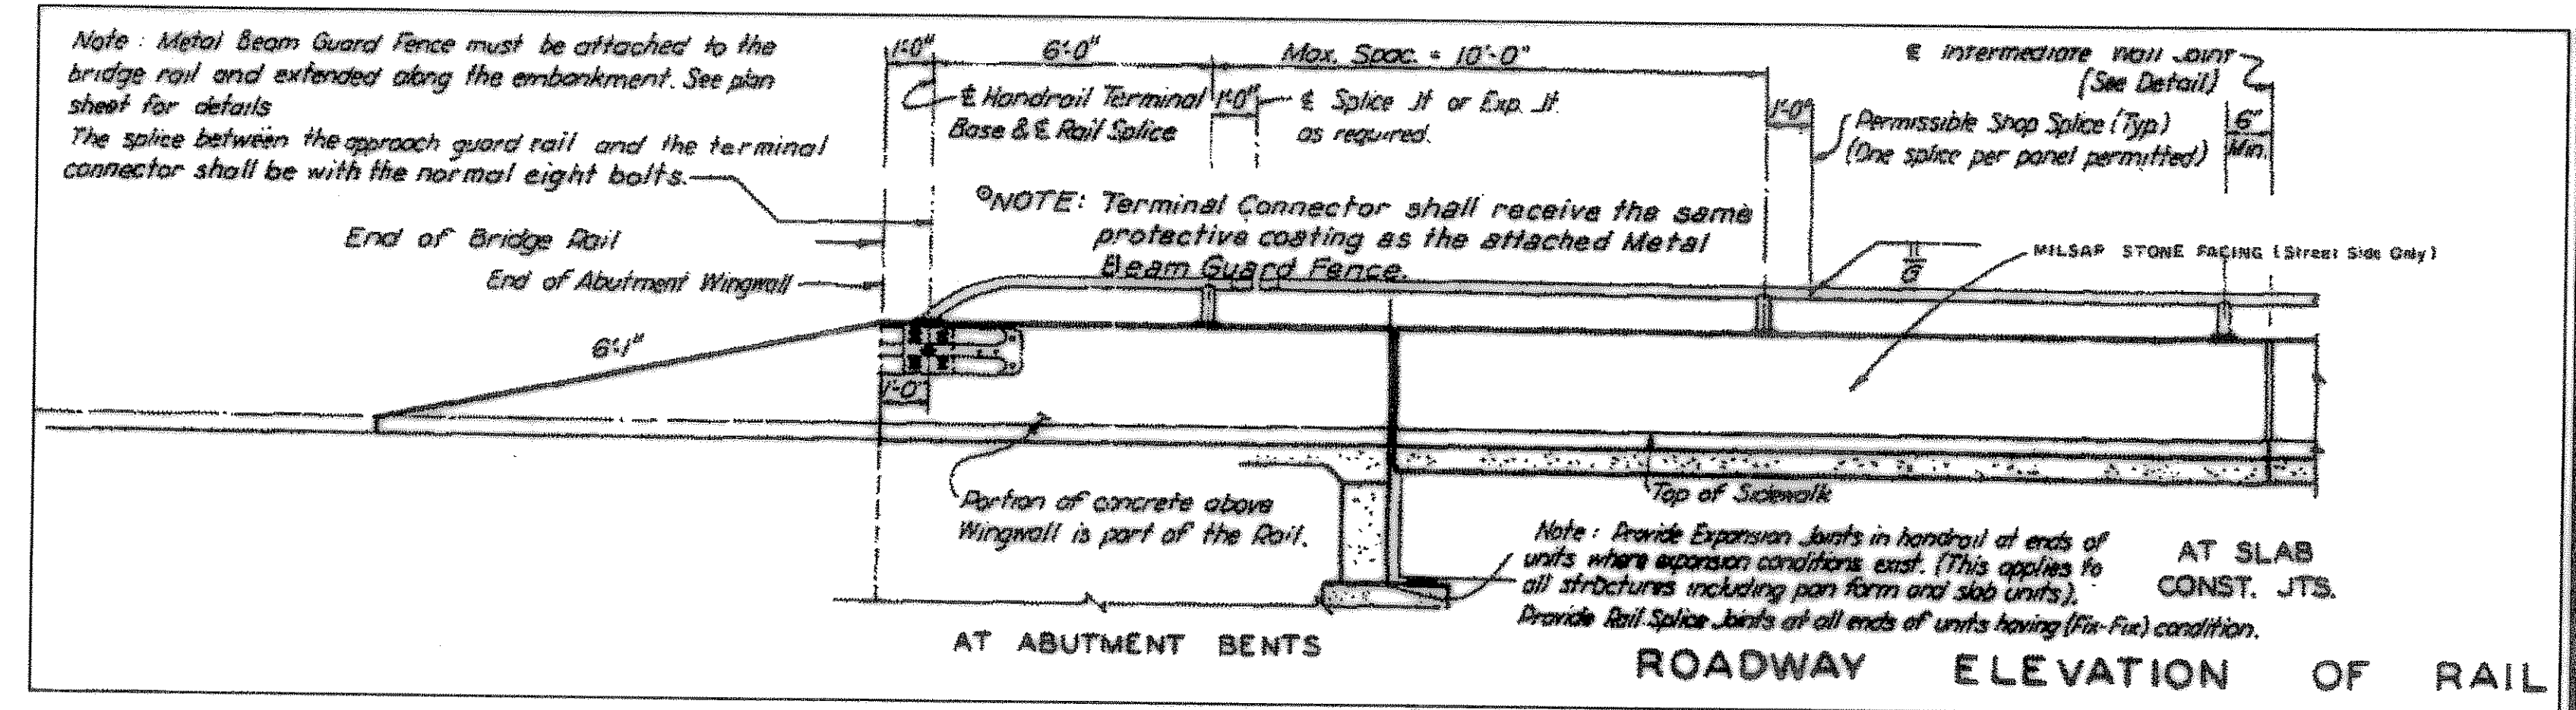 Note : Metal Beam Guard Fence must be attached to the
bridge rail and extended along the embankment. See plan
sheet for details
The splice between the approach guard rail and the terminal
connector shall be with the normal eight bolts.
1'-0"
6'-0"
Max. Spac. = 10'-0"
℄ Handrail Terminal
Base & ℄ Rail Splice
1'-0"
℄ Splice Jt or Exp. Jt.
as required.
1'-0"
℄ Intermediate Wall Joint
(See Detail)
Permissible Shop Splice (Typ.)
(One splice per panel permitted)
6"
Min.
NOTE: Terminal Connector shall receive the same
protective coating as the attached Metal
Beam Guard Fence.
End of Bridge Rail
End of Abutment Wingwall
MILSAP STONE FACING (Street Side Only)
G
6'-1"
1'-0"
Portion of concrete above
Wingwall is part of the Rail.
Top of Sidewalk
Note : Provide Expansion Joints in handrail at ends of
units where expansion conditions exist. (This applies to
all structures including pan form and slab units).
Provide Rail Splice Joints at all ends of units having (Fix-Fix) condition.
AT SLAB
CONST. JTS.
AT ABUTMENT BENTS
ROADWAY ELEVATION OF RAIL